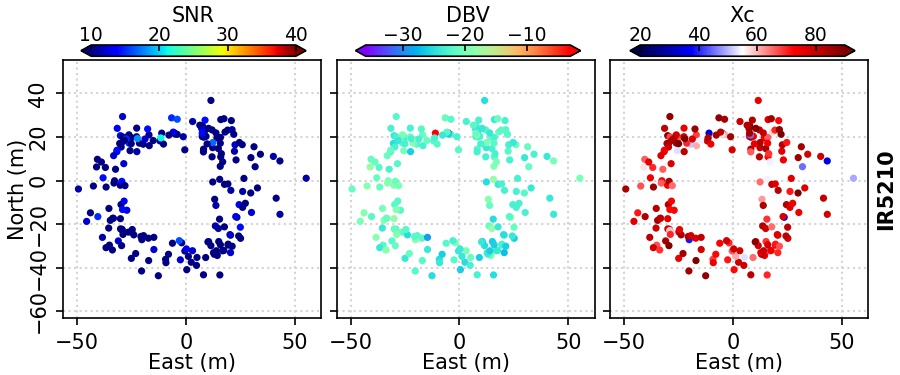 SNR DBV Xc
10 20 30 40 −30 −20 −10 20 40 60 80
North (m)
40
20
0
−20
−40
−60
−50 0 50 −50 0 50 −50 0 50
East (m) East (m) East (m)
IR5210